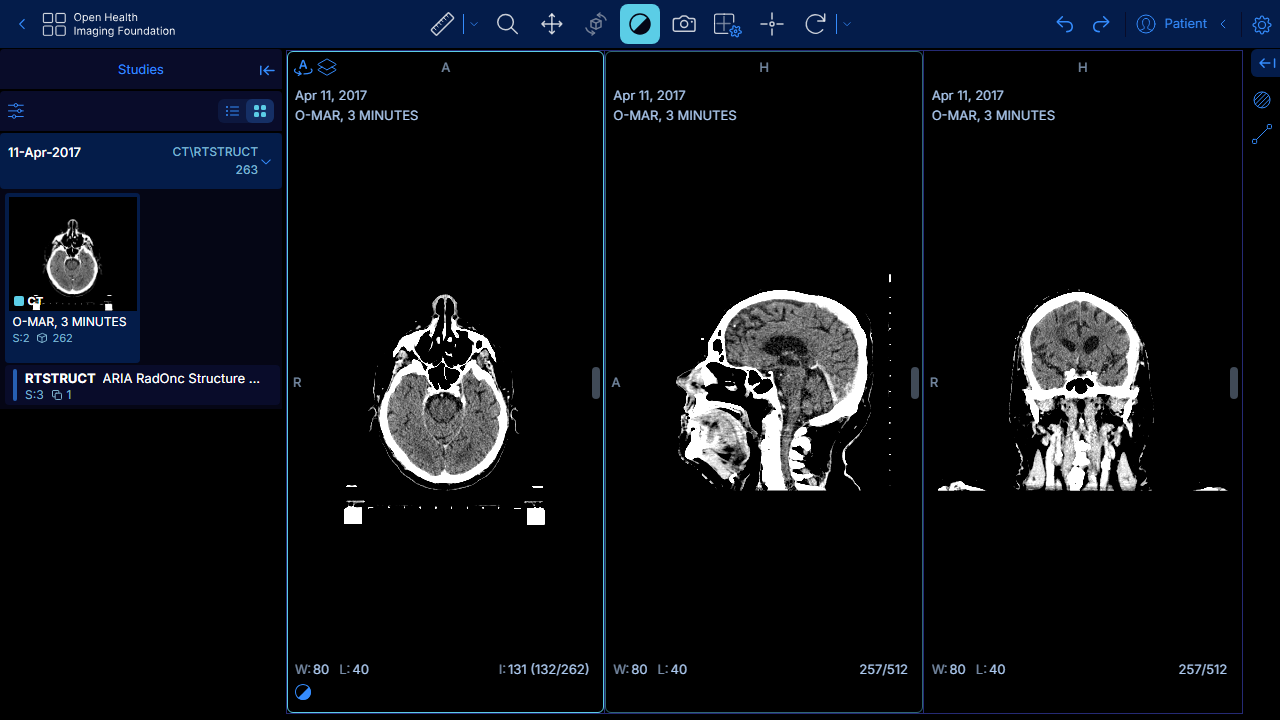 Open Health
Imaging Foundation
Patient
Studies
11-Apr-2017
CT\RTSTRUCT
263
CT
O-MAR, 3 MINUTES
S:2 262
RTSTRUCT ARIA RadOnc Structure ...
S:3 1
A
A
Apr 11, 2017
O-MAR, 3 MINUTES
R
W:80 L:40
I:131 (132/262)
H
Apr 11, 2017
O-MAR, 3 MINUTES
A
W:80 L:40
257/512
H
Apr 11, 2017
O-MAR, 3 MINUTES
R
W:80 L:40
257/512